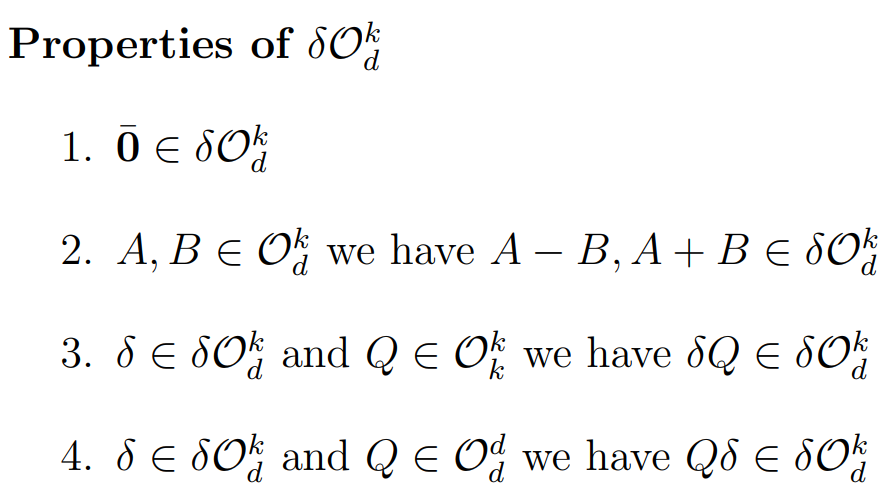 Properties of $\delta\mathcal{O}_d^k$
1. $\bar{\mathbf{0}} \in \delta\mathcal{O}_d^k$
2. $A, B \in \mathcal{O}_d^k$ we have $A - B, A + B \in \delta\mathcal{O}_d^k$
3. $\delta \in \delta\mathcal{O}_d^k$ and $Q \in \mathcal{O}_k^k$ we have $\delta Q \in \delta\mathcal{O}_d^k$
4. $\delta \in \delta\mathcal{O}_d^k$ and $Q \in \mathcal{O}_d^d$ we have $Q\delta \in \delta\mathcal{O}_d^k$